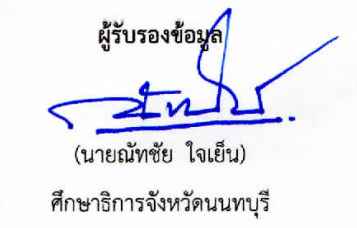 ผู้รับรองข้อมูล
(นายณัทชัย ใจเย็น)
ศึกษาธิการจังหวัดนนทบุรี